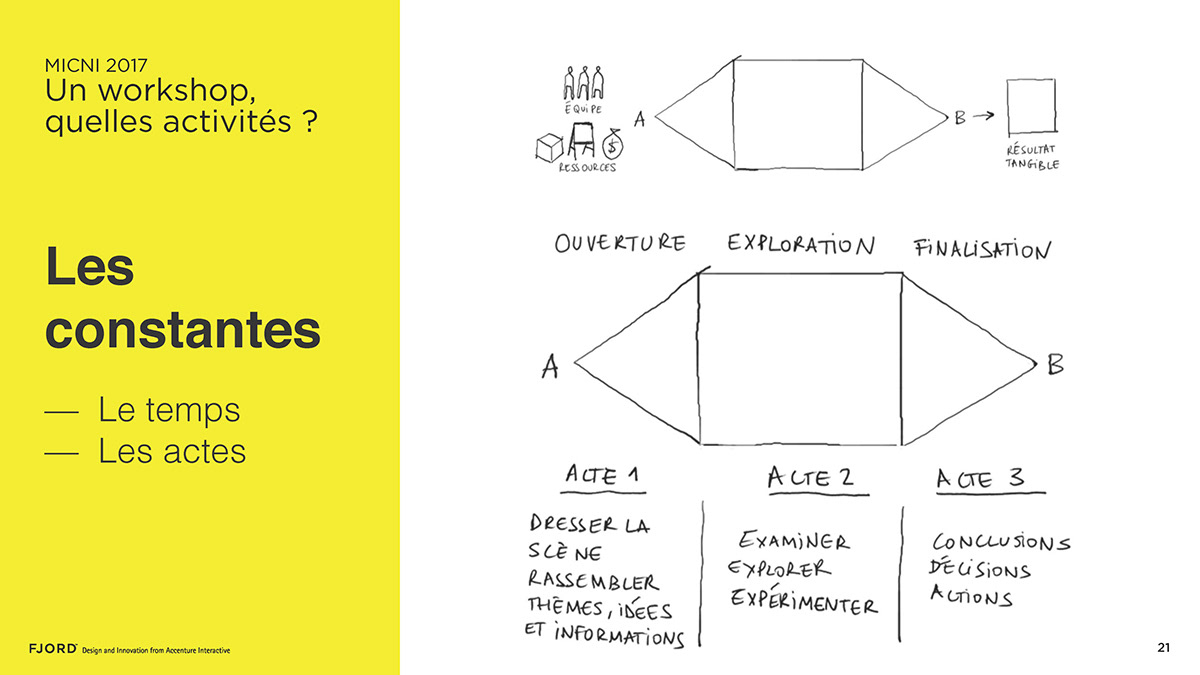 MICNI 2017
Un workshop,
quelles activités ?
Les
constantes
— Le temps
— Les actes
FJORD Design and Innovation from Accenture Interactive
ÉQUIPE
$
RESSOURCES
A
B →
RÉSULTAT
TANGIBLE
OUVERTURE EXPLORATION FINALISATION
A
B
ACTE 1
DRESSER LA
SCÈNE
RASSEMBLER
THÈMES, IDÉES
ET INFORMATIONS
ACTE 2
EXAMINER
EXPLORER
EXPÉRIMENTER
ACTE 3
CONCLUSIONS
DÉCISIONS
ACTIONS
21